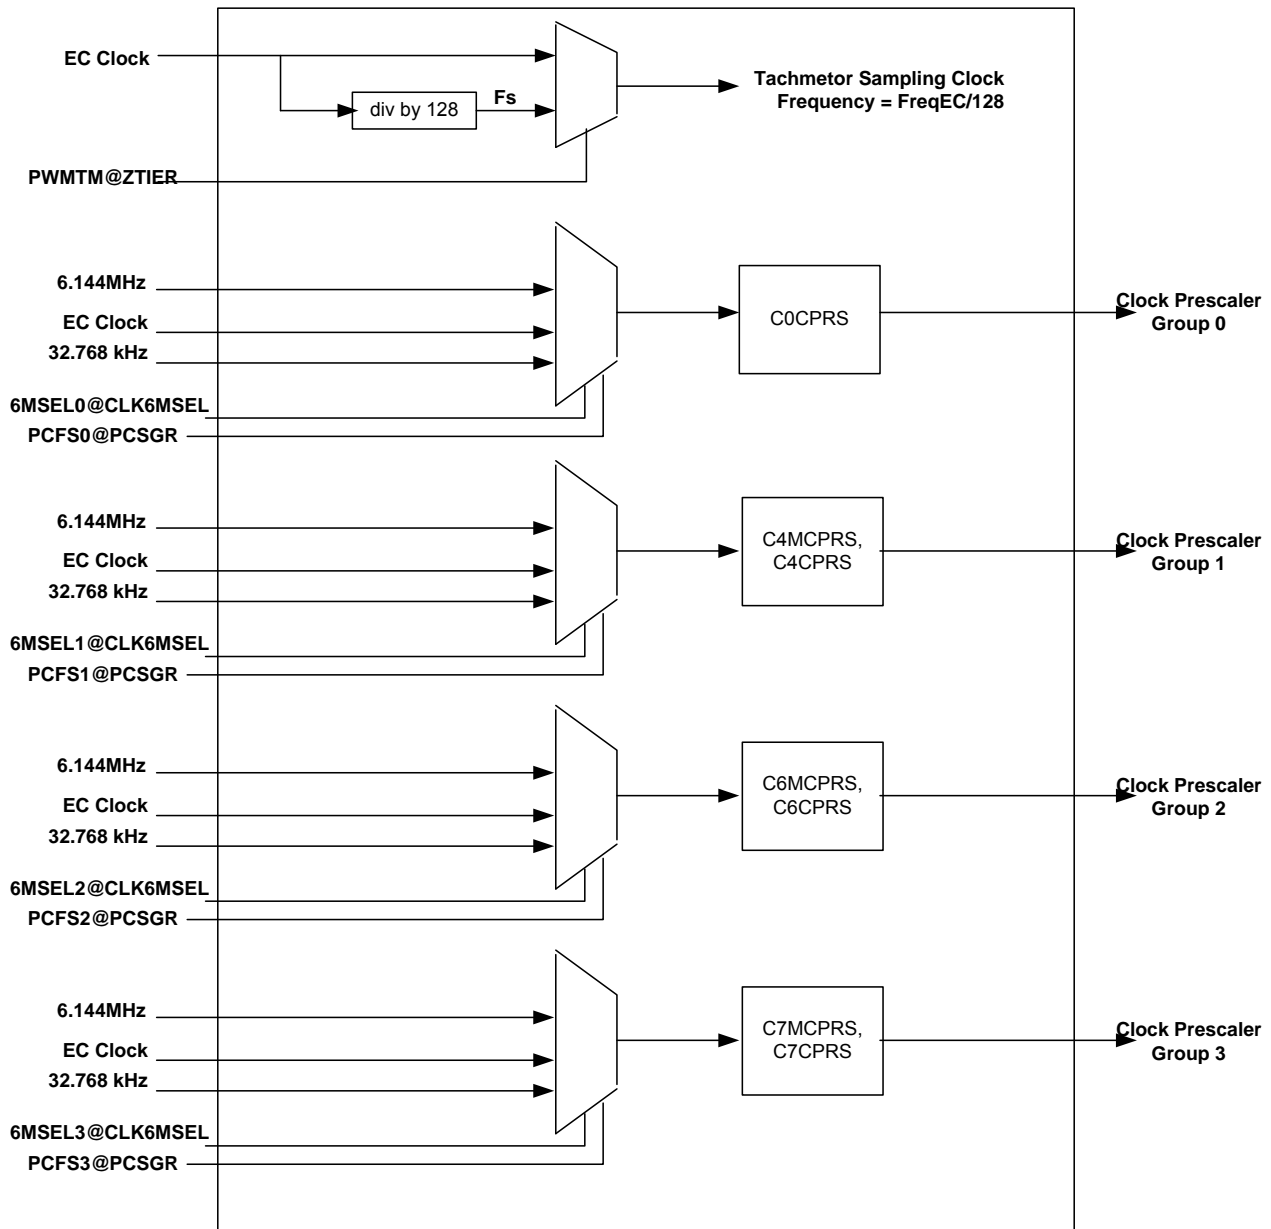 EC Clock
div by 128
Fs
Tachmetor Sampling Clock
Frequency = FreqEC/128
PWMTM@ZTIER
6.144MHz
EC Clock
32.768 kHz
6MSEL0@CLK6MSEL
PCFS0@PCSGR
C0CPRS
Clock Prescaler
Group 0
6.144MHz
EC Clock
32.768 kHz
6MSEL1@CLK6MSEL
PCFS1@PCSGR
C4MCPRS,
C4CPRS
Clock Prescaler
Group 1
6.144MHz
EC Clock
32.768 kHz
6MSEL2@CLK6MSEL
PCFS2@PCSGR
C6MCPRS,
C6CPRS
Clock Prescaler
Group 2
6.144MHz
EC Clock
32.768 kHz
6MSEL3@CLK6MSEL
PCFS3@PCSGR
C7MCPRS,
C7CPRS
Clock Prescaler
Group 3